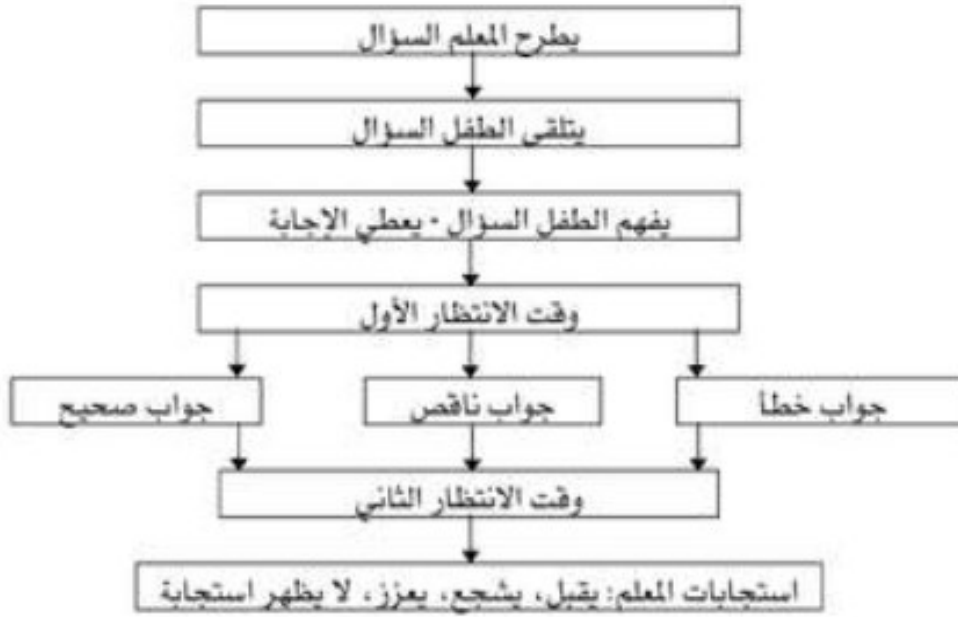 يطرح المعلم السؤال
يتلقى الطفل السؤال
يفهم الطفل السؤال - يعطي الإجابة
وقت الانتظار الأول
جواب خطأ
جواب ناقص
جواب صحيح
وقت الانتظار الثاني
استجابات المعلم: يقبل، يشجع، يعزز، لا يظهر استجابة